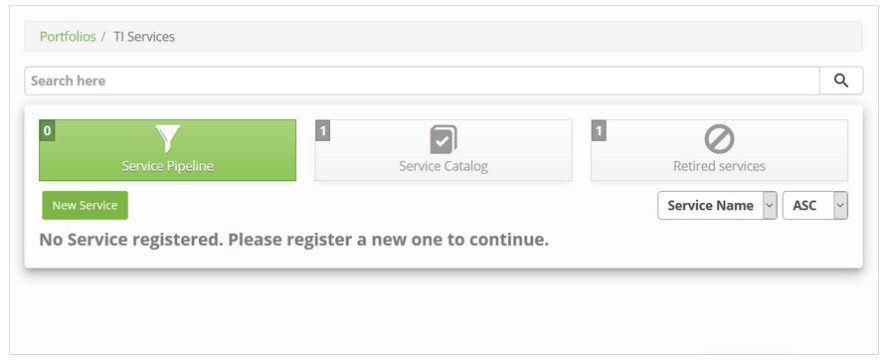 Portfolios / TI Services
Search here
0
Service Pipeline
1
Service Catalog
1
Retired services
New Service
Service Name
ASC
No Service registered. Please register a new one to continue.